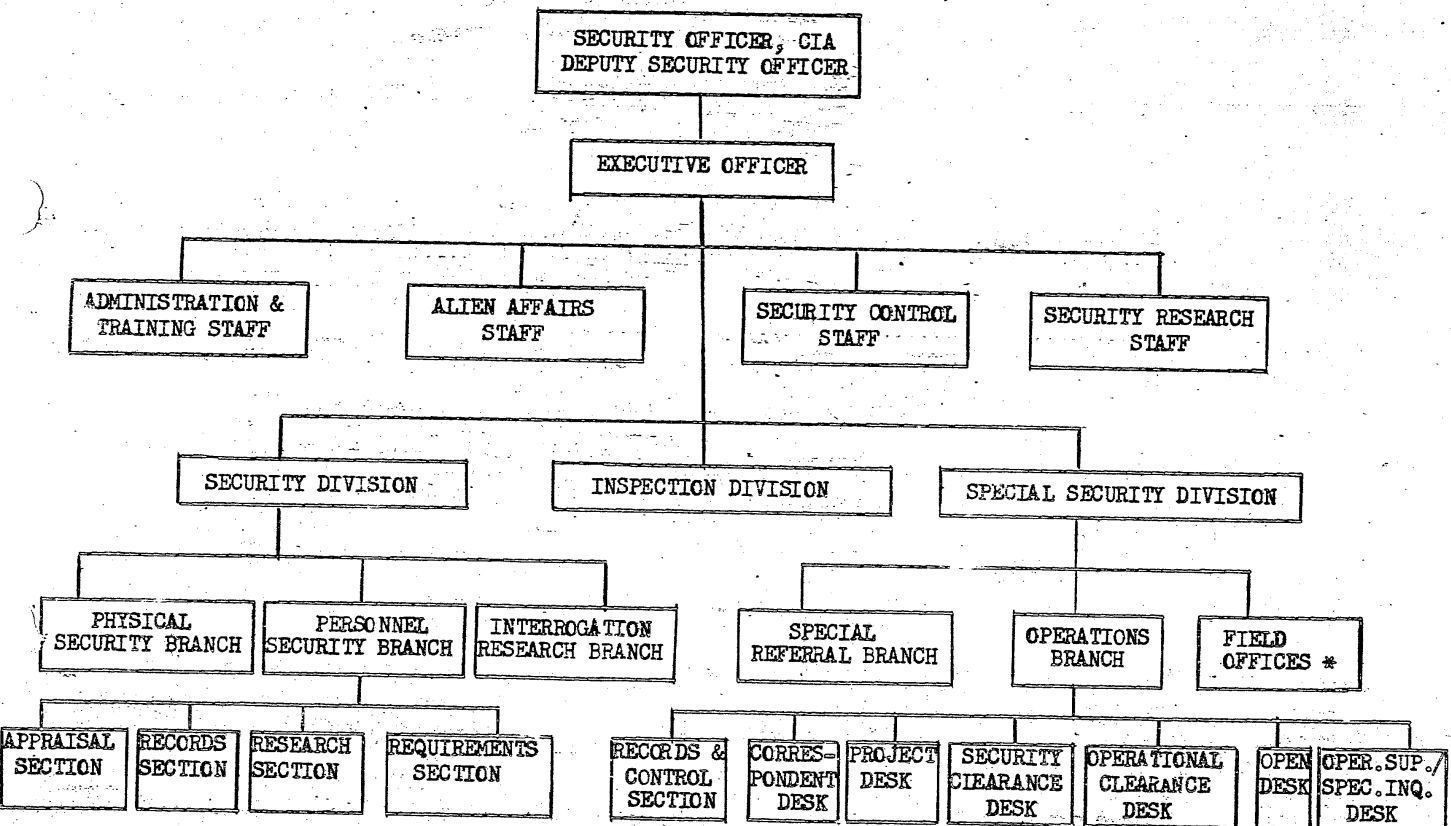 SECURITY OFFICER, CIA
DEPUTY SECURITY OFFICER
EXECUTIVE OFFICER
ADMINISTRATION &
TRAINING STAFF
ALIEN AFFAIRS
STAFF
SECURITY CONTROL
STAFF
SECURITY RESEARCH
STAFF
SECURITY DIVISION
INSPECTION DIVISION
SPECIAL SECURITY DIVISION
PHYSICAL
SECURITY BRANCH
PERSONNEL
SECURITY BRANCH
INTERROGATION
RESEARCH BRANCH
SPECIAL
REFERRAL BRANCH
OPERATIONS
BRANCH
FIELD
OFFICES *
APPRAISAL
SECTION
RECORDS
SECTION
RESEARCH
SECTION
REQUIREMENTS
SECTION
RECORDS &
CONTROL
SECTION
CORRES-
PONDENT
DESK
PROJECT
DESK
SECURITY
CLEARANCE
DESK
OPERATIONAL
CLEARANCE
DESK
OPEN
DESK
OPER.SUP./
SPEC.INQ.
DESK